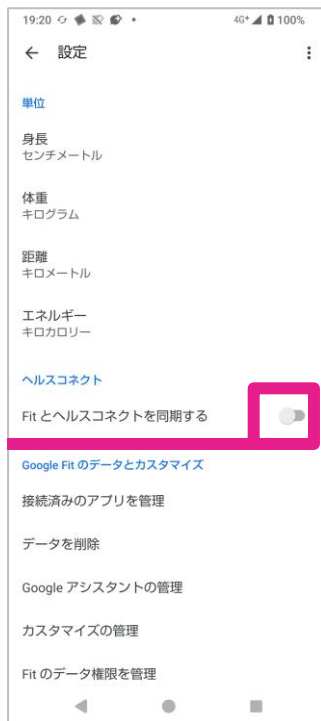 19:20 4G+ 100%
設定
単位
身長
センチメートル
体重
キログラム
距離
キロメートル
エネルギー
キロカロリー
ヘルスコネクト
Fit とヘルスコネクトを同期する
Google Fit のデータとカスタマイズ
接続済みのアプリを管理
データを削除
Google アシスタントの管理
カスタマイズの管理
Fit のデータ権限を管理